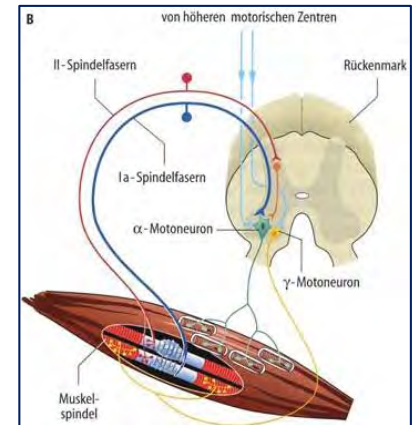 B
von höheren motorischen Zentren
II-Spindelfasern
Rückenmark
Ia-Spindelfasern
α-Motoneuron
γ-Motoneuron
Muskel-
spindel